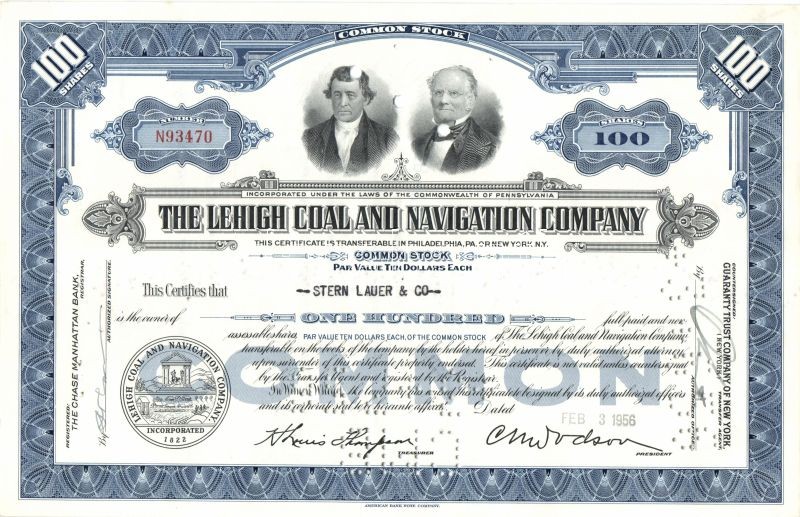 COMMON STOCK
100 SHARES
100 SHARES
NUMBER
N93470
SHARES
100
INCORPORATED UNDER THE LAWS OF THE COMMONWEALTH OF PENNSYLVANIA
THE LEHIGH COAL AND NAVIGATION COMPANY
THIS CERTIFICATE IS TRANSFERABLE IN PHILADELPHIA, PA. OR NEW YORK, N.Y.
COMMON STOCK
PAR VALUE TEN DOLLARS EACH
This Certifies that
STERN LAUER & CO
is the owner of ONE HUNDRED full paid and non
assessable shares PAR VALUE TEN DOLLARS EACH, OF THE COMMON STOCK of The Lehigh Coal and Navigation Company
transferable on the books of the Company by the holder hereof in person or by duly authorized attorney
upon surrender of this certificate properly endorsed. This certificate is not valid unless countersigned
by the Transfer Agent and registered by the Registrar.
In Witness Whereof, the Company has caused this certificate to be signed by its duly authorized officers
and its corporate seal to be hereunto affixed. Dated
FEB 3 1956
H Louis Thompson
TREASURER
C M Wodson
PRESIDENT
LEHIGH COAL AND NAVIGATION COMPANY.
INCORPORATED
1822
REGISTERED:
THE CHASE MANHATTAN BANK,
REGISTRAR,
By
AUTHORIZED SIGNATURE.
COUNTERSIGNED:
GUARANTY TRUST COMPANY OF NEW YORK,
NEW YORK
TRANSFER AGENT
By
AUTHORIZED OFFICER.
AMERICAN BANK NOTE COMPANY.